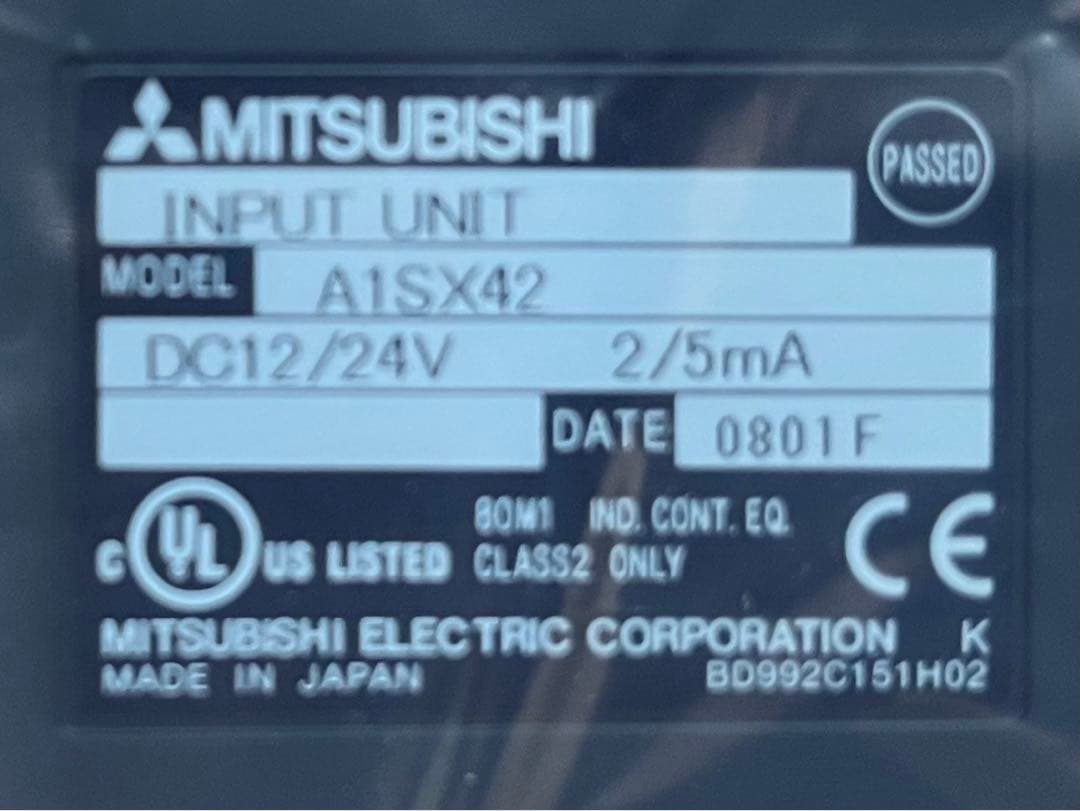 MITSUBISHI
PASSED
INPUT UNIT
MODEL A1SX42
DC12/24V 2/5mA
DATE 0801F
C UL US LISTED
80M1 IND. CONT. EQ.
CLASS2 ONLY
CE
MITSUBISHI ELECTRIC CORPORATION K
MADE IN JAPAN BD992C151H02